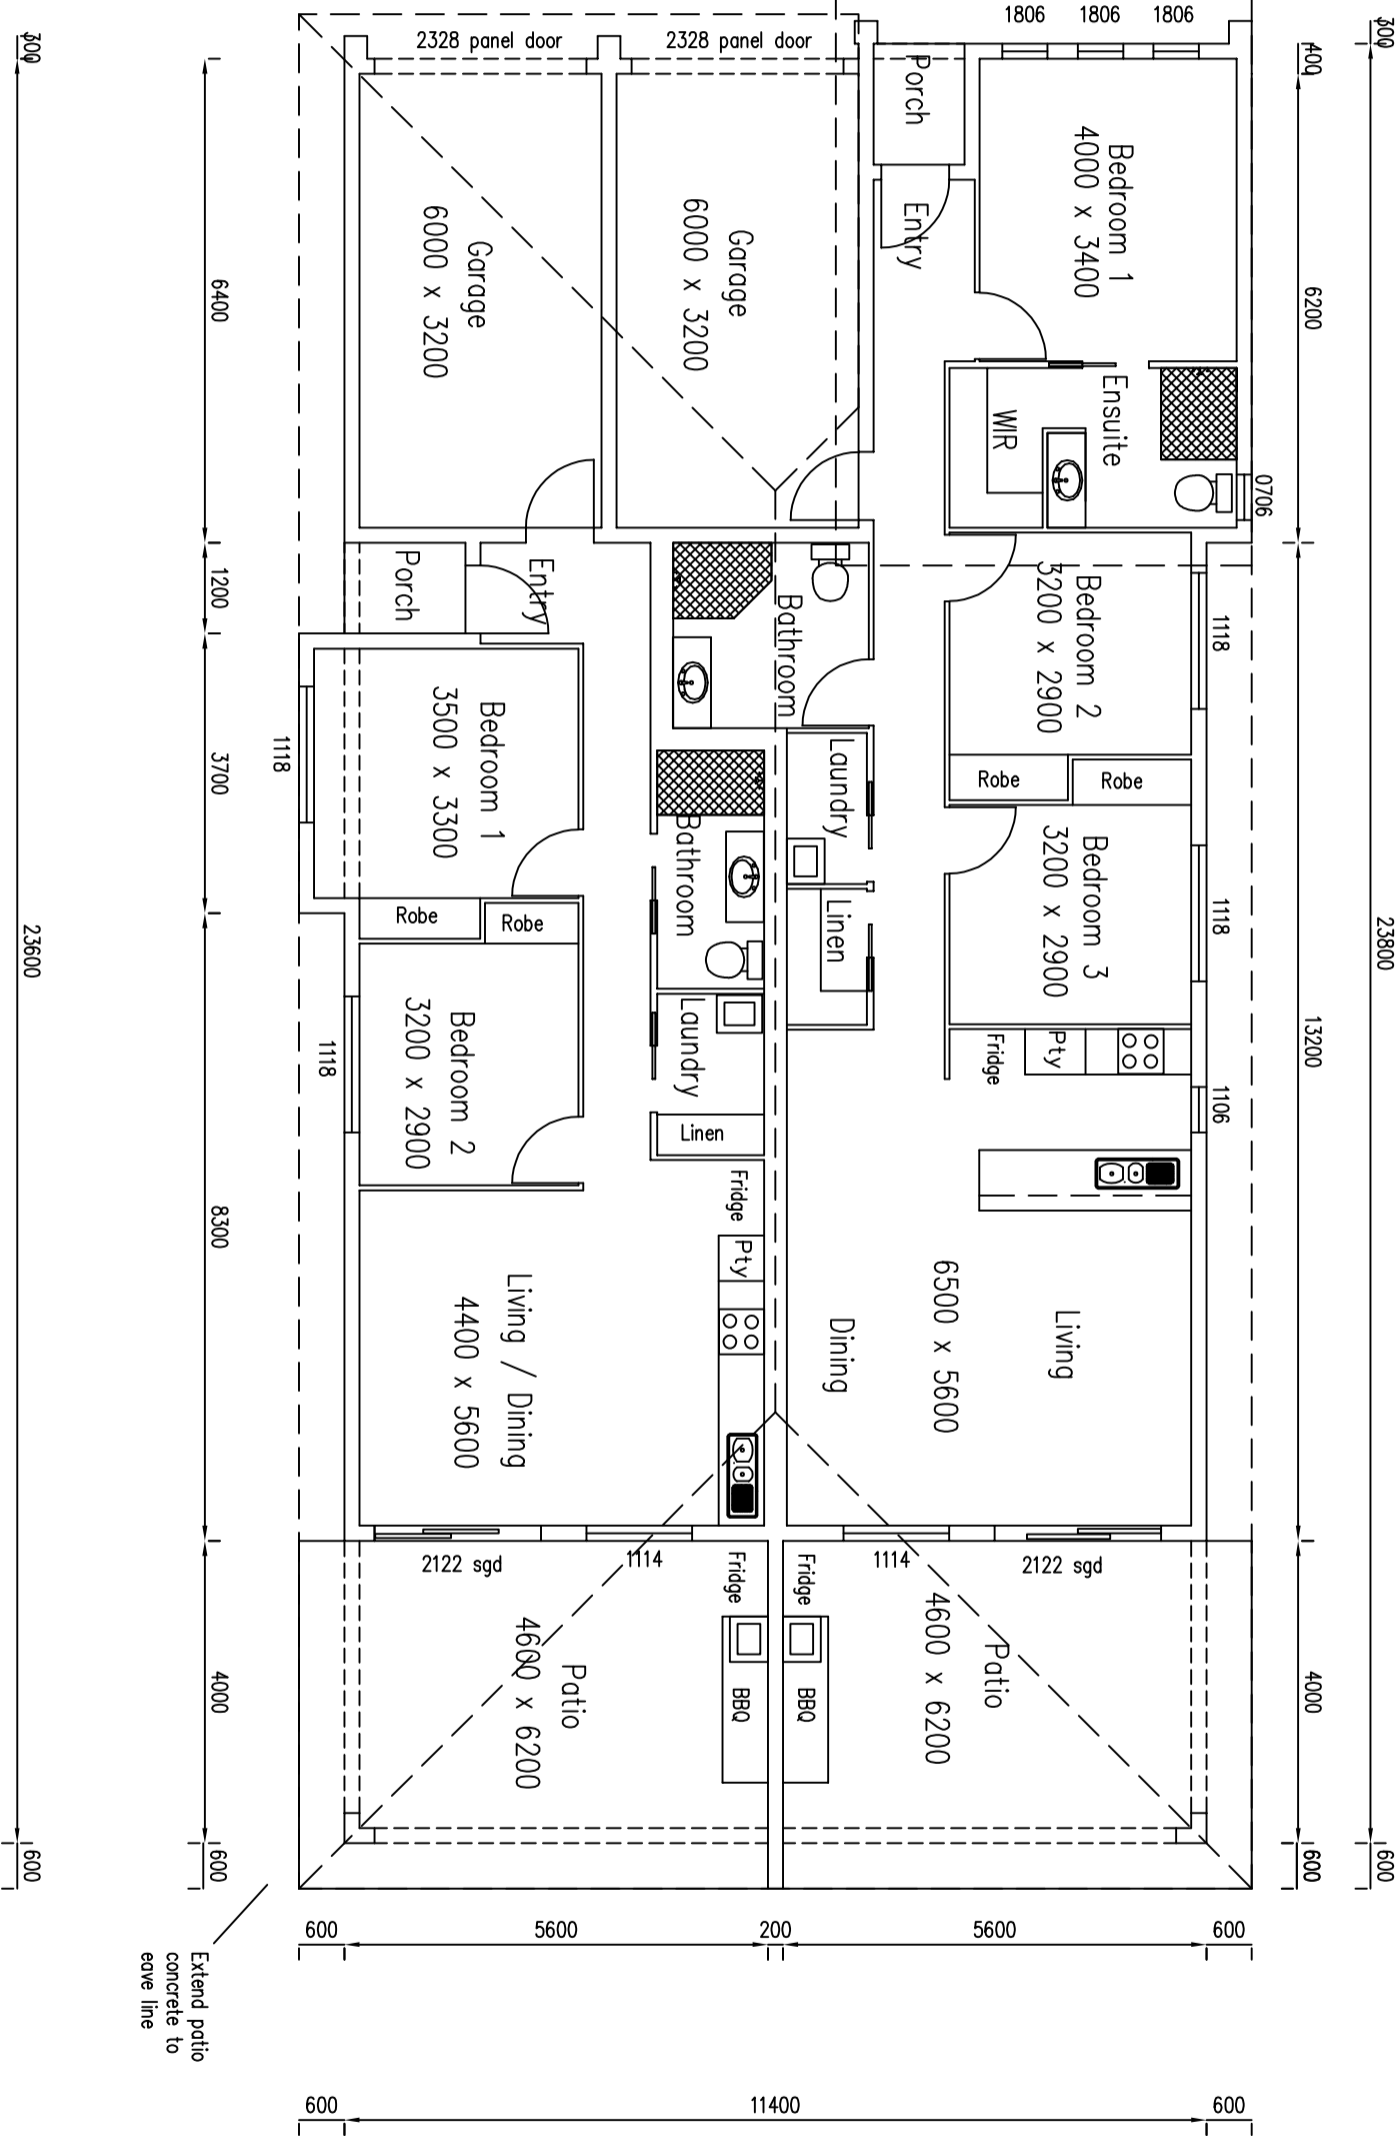 1806
1806
1806
2328 panel door
2328 panel door
300
300
400
Porch
Bedroom 1
4000 x 3400
Entry
Garage
6000 x 3200
Garage
6000 x 3200
6400
6200
Ensuite
WIR
0706
1200
Porch
Entry
Bathroom
Bedroom 2
3200 x 2900
1118
Bedroom 1
3500 x 3300
1118
3700
Laundry
Robe
Robe
Bathroom
Robe
Robe
Linen
Bedroom 3
3200 x 2900
1118
23600
23800
Bedroom 2
3200 x 2900
1118
Laundry
Linen
Fridge
Pty
13200
1106
Fridge
Pty
8300
Living / Dining
4400 x 5600
Dining
6500 x 5600
Living
2122 sgd
1114
Fridge
Fridge
1114
2122 sgd
Patio
4600 x 6200
BBQ
BBQ
Patio
4600 x 6200
4000
4000
600
600
600
600
600
5600
200
5600
600
Extend patio
concrete to
eave line
600
11400
600